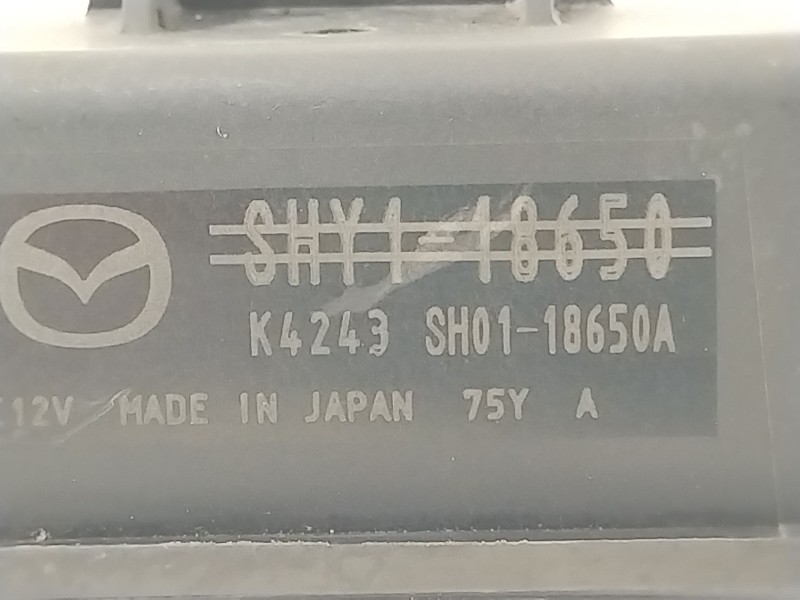 SHY1-18650
K4243 SH01-18650A
12V MADE IN JAPAN 75Y A